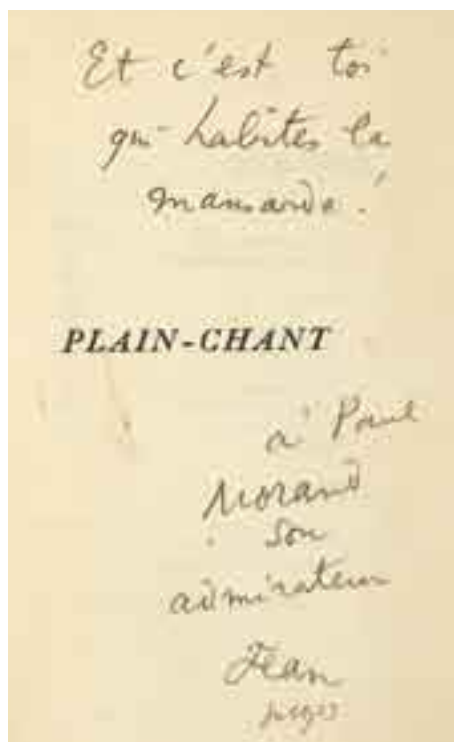 Et c'est toi
qui habites la
mansarde !
PLAIN-CHANT
à Paul
Morand
son
admirateur
Jean